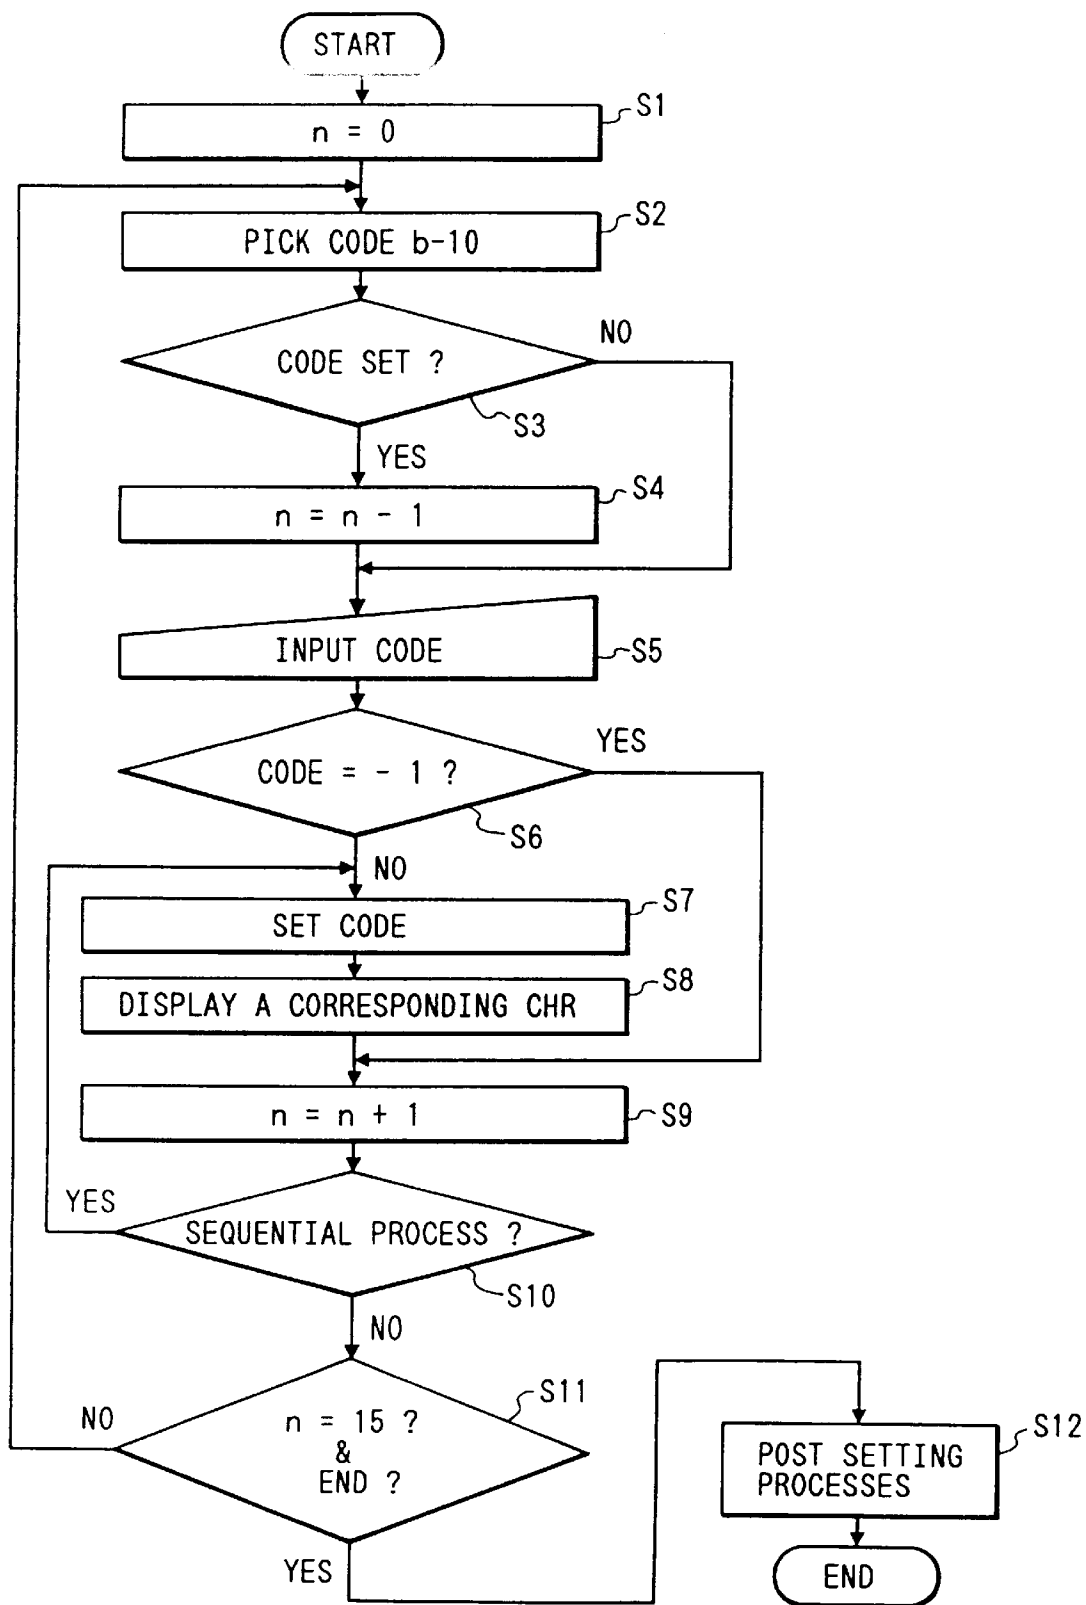 START
S1
n = 0
S2
PICK CODE b-10
NO
CODE SET ?
S3
YES
S4
n = n - 1
INPUT CODE
S5
YES
CODE = - 1 ?
S6
NO
S7
SET CODE
S8
DISPLAY A CORRESPONDING CHR
n = n + 1
S9
YES
SEQUENTIAL PROCESS ?
S10
NO
S11
NO
n = 15 ?
&
END ?
YES
S12
POST SETTING
PROCESSES
END